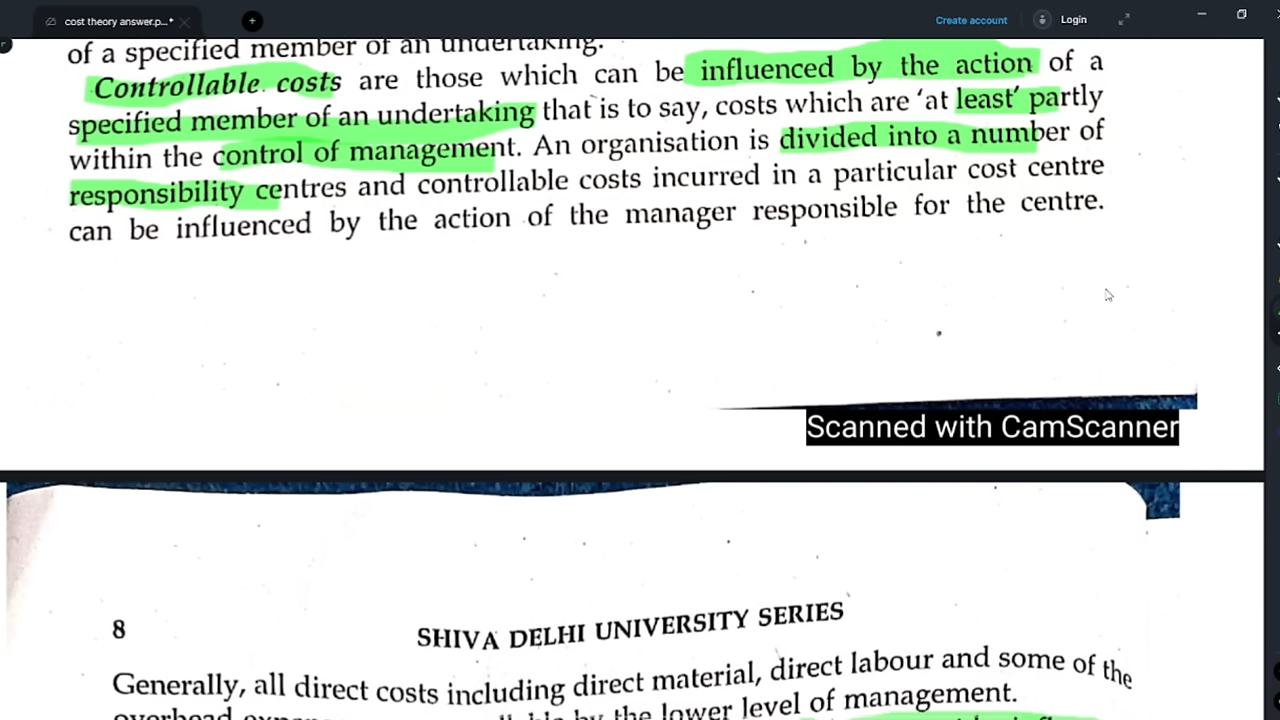 cost theory answer.p...*
Create account
Login
of a specified member of an undertaking.
Controllable costs are those which can be influenced by the action of a
specified member of an undertaking that is to say, costs which are 'at least' partly
within the control of management. An organisation is divided into a number of
responsibility centres and controllable costs incurred in a particular cost centre
can be influenced by the action of the manager responsible for the centre.
Scanned with CamScanner
8
SHIVA DELHI UNIVERSITY SERIES
Generally, all direct costs including direct material, direct labour and some of the
overhead by the lower level of management.